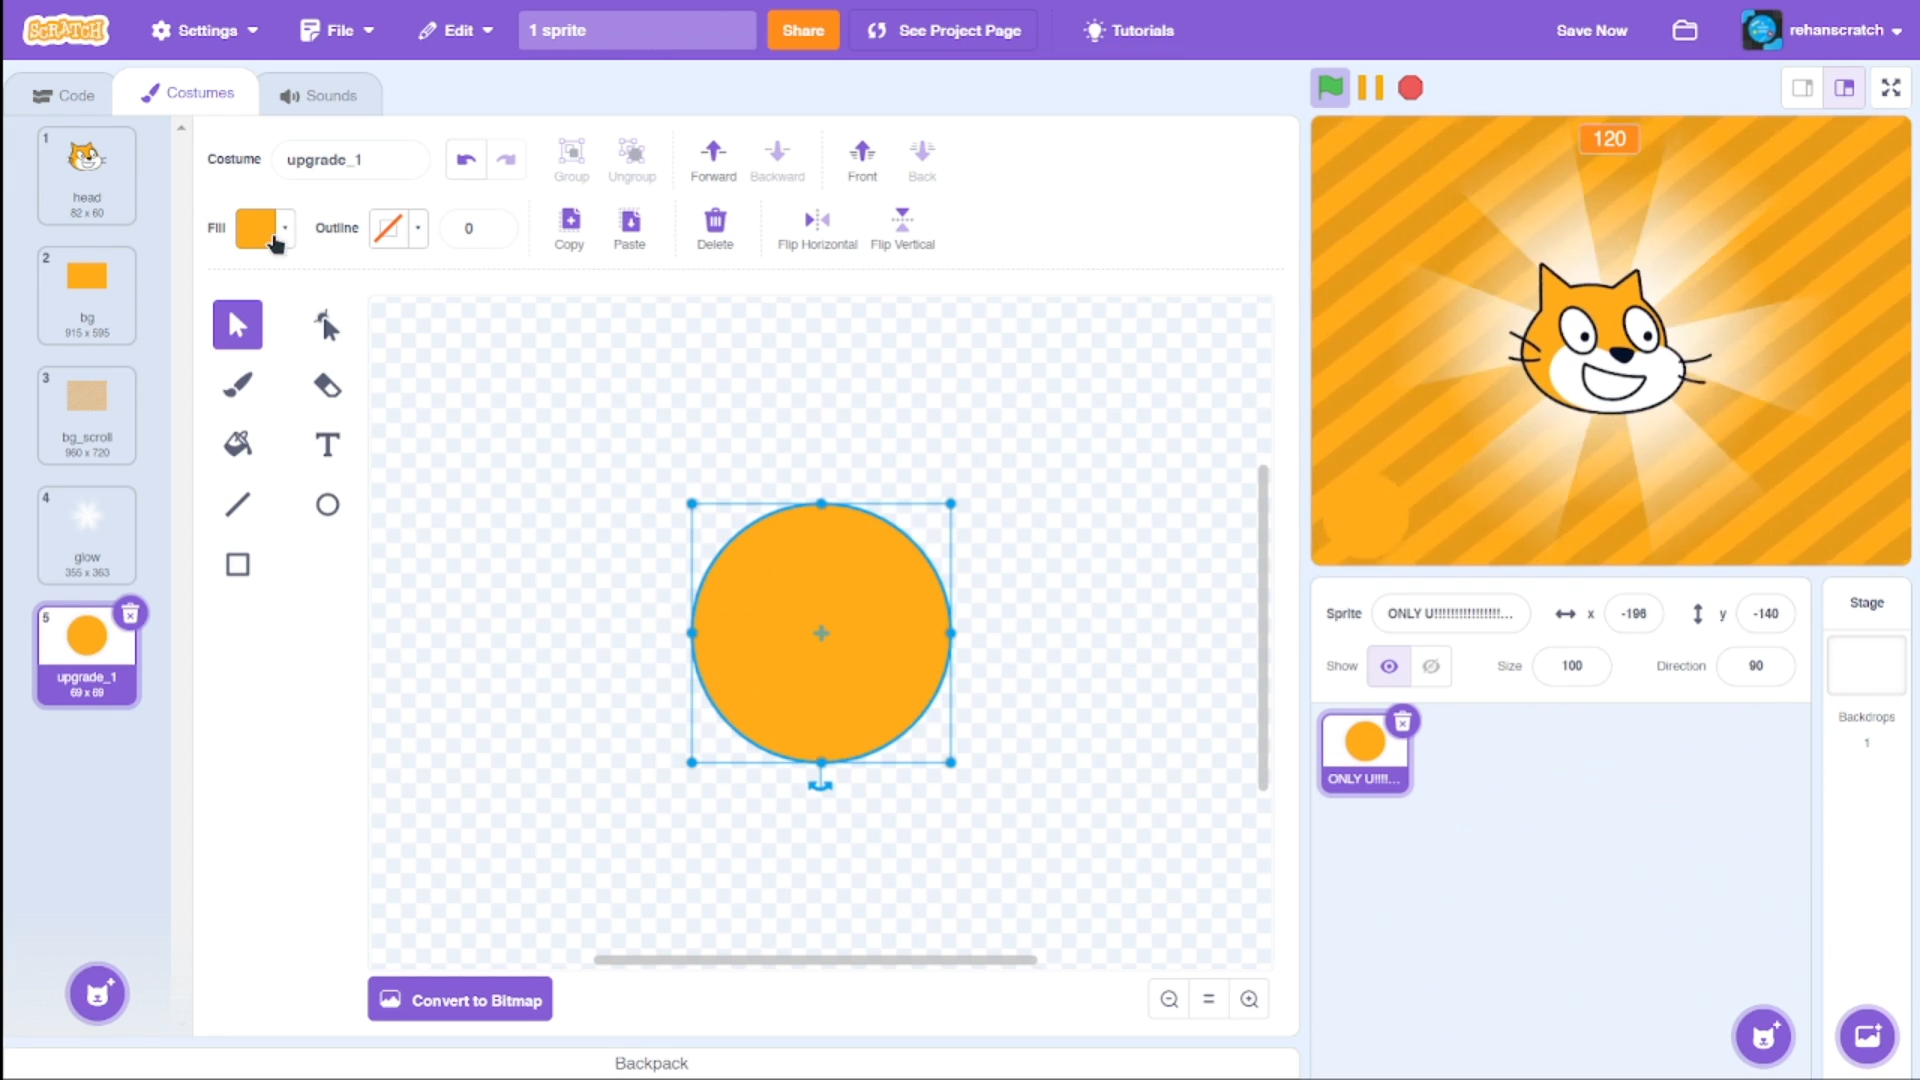 SCRATCH
Settings
File
Edit
1 sprite
Share
See Project Page
Tutorials
Save Now
rehanscratch
Code
Costumes
Sounds
1
head
82 x 60
2
bg
915 x 595
3
bg_scroll
960 x 720
4
glow
355 x 363
5
upgrade_1
69 x 69
Costume
upgrade_1
Group
Ungroup
Forward
Backward
Front
Back
Fill
Outline
0
Copy
Paste
Delete
Flip Horizontal
Flip Vertical
T
Convert to Bitmap
Backpack
120
Sprite
ONLY U!!!!!!!!!!!!!!!!!...
x
-196
y
-140
Show
Size
100
Direction
90
ONLY U!!!!...
Stage
Backdrops
1